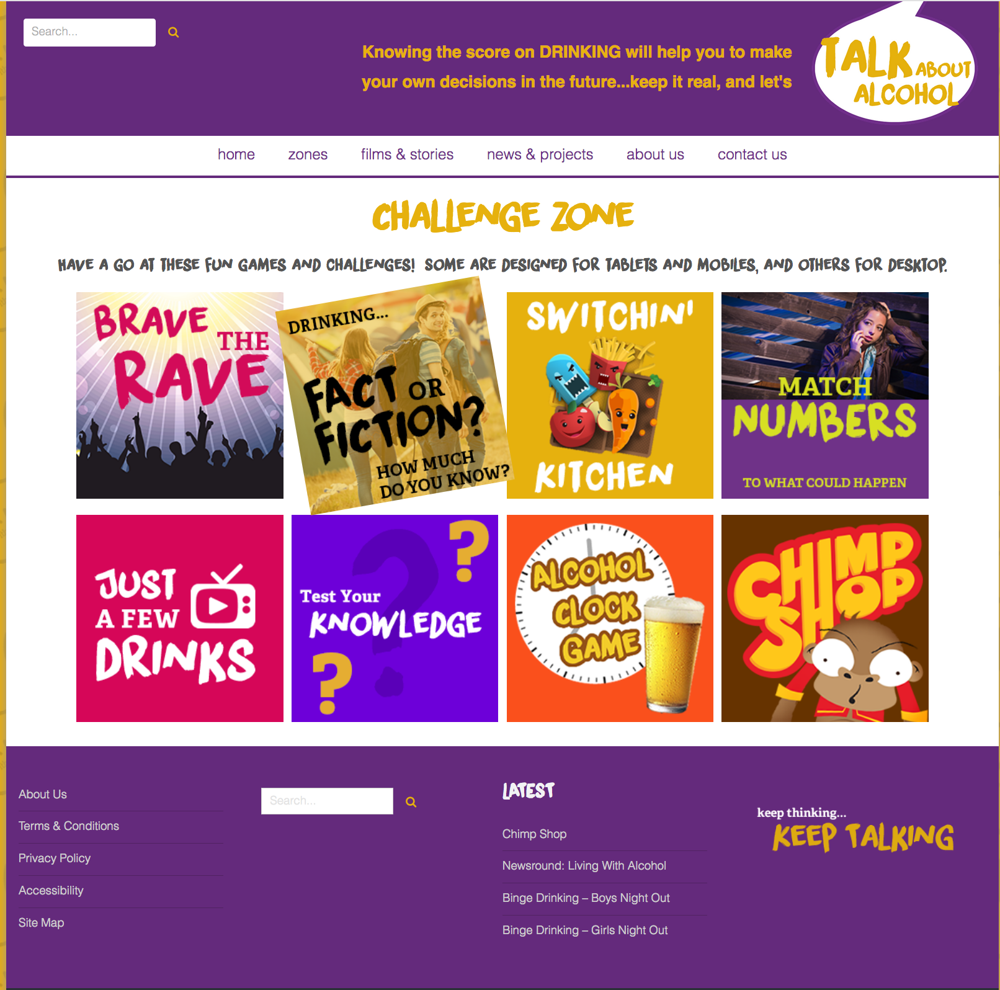 Search...
Knowing the score on DRINKING will help you to make
your own decisions in the future...keep it real, and let's
TALK ABOUT
ALCOHOL
home zones films & stories news & projects about us contact us
CHALLENGE ZONE
HAVE A GO AT THESE FUN GAMES AND CHALLENGES! SOME ARE DESIGNED FOR TABLETS AND MOBILES, AND OTHERS FOR DESKTOP.
BRAVE
THE
RAVE
DRINKING...
FACT OR
FICTION?
HOW MUCH
DO YOU KNOW?
SWITCHIN'
KITCHEN
MATCH
NUMBERS
TO WHAT COULD HAPPEN
JUST
A FEW
DRINKS
?
Test Your
KNOWLEDGE
?
?
ALCOHOL
CLOCK
GAME
CHIMP
SHOP
About Us
Terms & Conditions
Privacy Policy
Accessibility
Site Map
Search...
LATEST
Chimp Shop
Newsround: Living With Alcohol
Binge Drinking – Boys Night Out
Binge Drinking – Girls Night Out
keep thinking...
KEEP TALKING